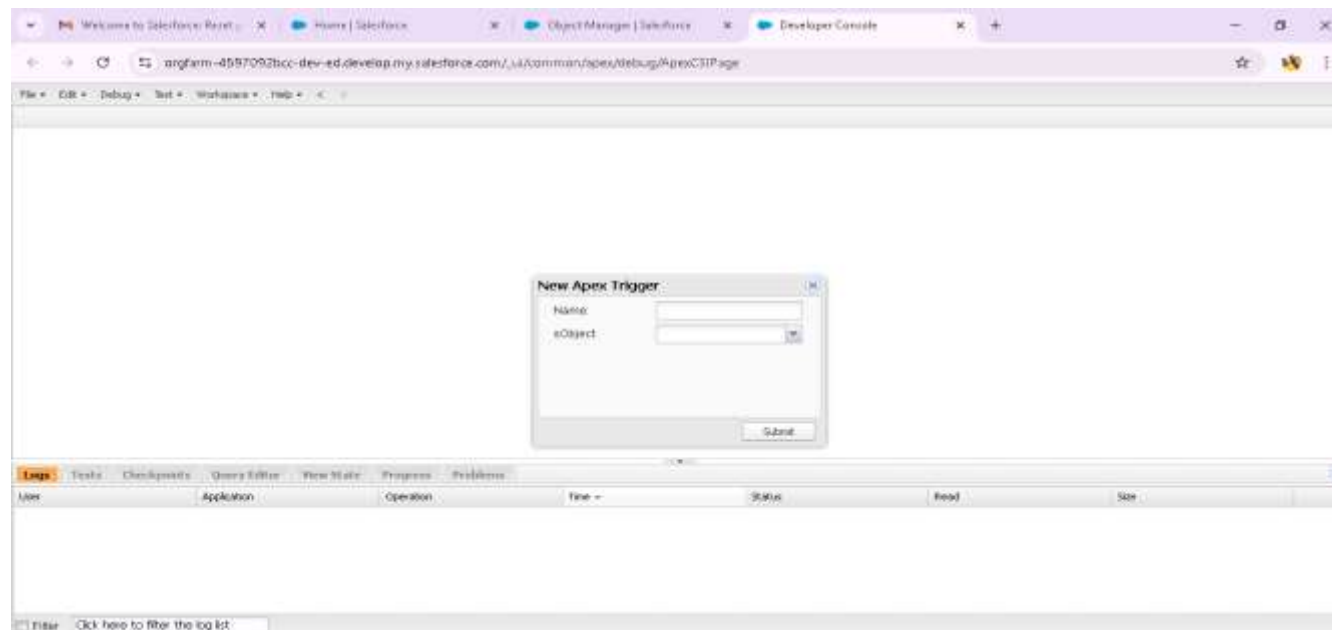 Welcome to Salesforce: Reset ...
Home | Salesforce
Object Manager | Salesforce
Developer Console
orgfarm-4597092bcc-dev-ed.develop.my.salesforce.com/_ui/common/apex/debug/ApexCSIPage
File Edit Debug Test Workspace Help < >
New Apex Trigger
Name:
sObject:
Submit
Logs Tests Checkpoints Query Editor View State Progress Problems
User Application Operation Time Status Read Size
Filter Click here to filter the log list